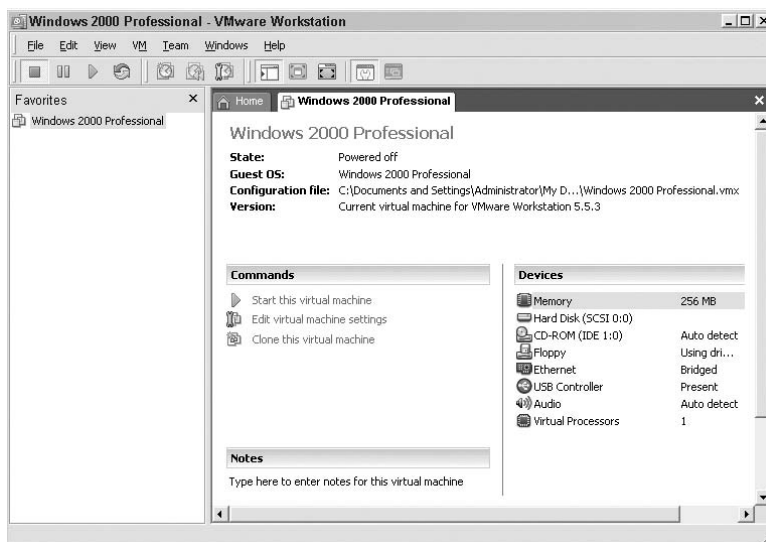 Windows 2000 Professional - VMware Workstation
File Edit View VM Team Windows Help
Favorites
Windows 2000 Professional
Home
Windows 2000 Professional
Windows 2000 Professional
State: Powered off
Guest OS: Windows 2000 Professional
Configuration file: C:\Documents and Settings\Administrator\My D...\Windows 2000 Professional.vmx
Version: Current virtual machine for VMware Workstation 5.5.3
Commands
Start this virtual machine
Edit virtual machine settings
Clone this virtual machine
Devices
Memory 256 MB
Hard Disk (SCSI 0:0)
CD-ROM (IDE 1:0) Auto detect
Floppy Using dri...
Ethernet Bridged
USB Controller Present
Audio Auto detect
Virtual Processors 1
Notes
Type here to enter notes for this virtual machine